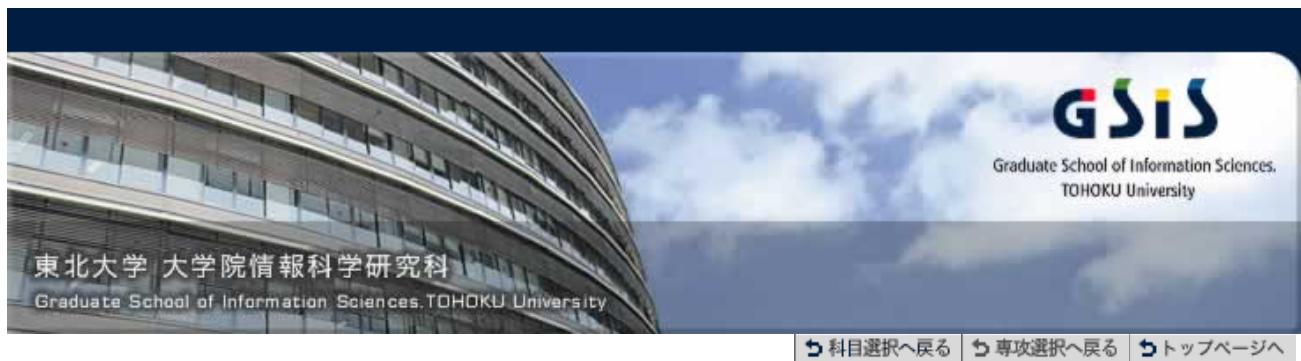 GSiS
Graduate School of Information Sciences.
TOHOKU University
東北大学 大学院情報科学研究科
Graduate School of Information Sciences.TOHOKU University
科目選択へ戻る 専攻選択へ戻る トップページへ